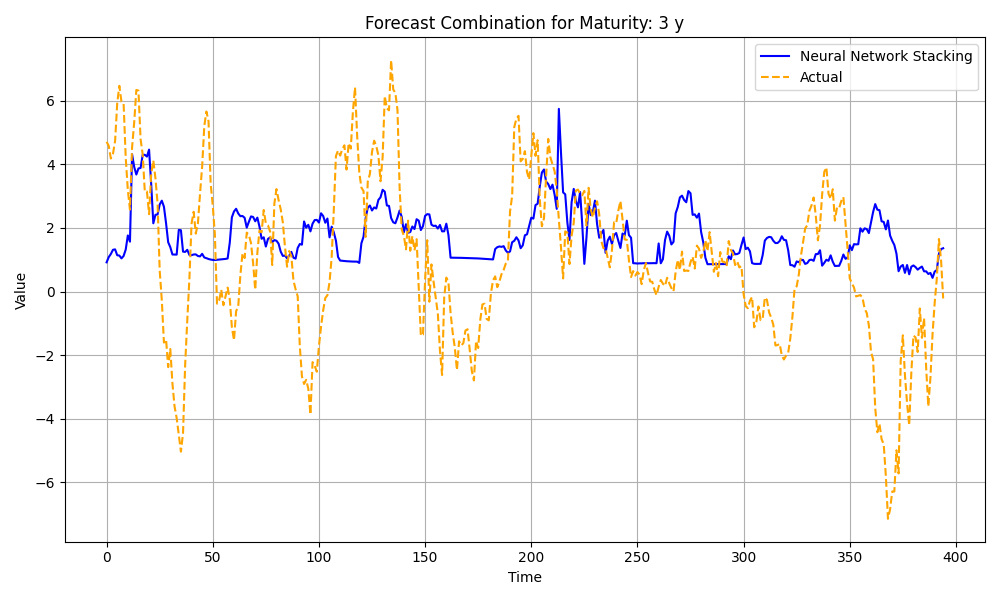 Forecast Combination for Maturity: 3 y
Neural Network Stacking
Actual
Value
6
4
2
0
−2
−4
−6
0 50 100 150 200 250 300 350 400
Time